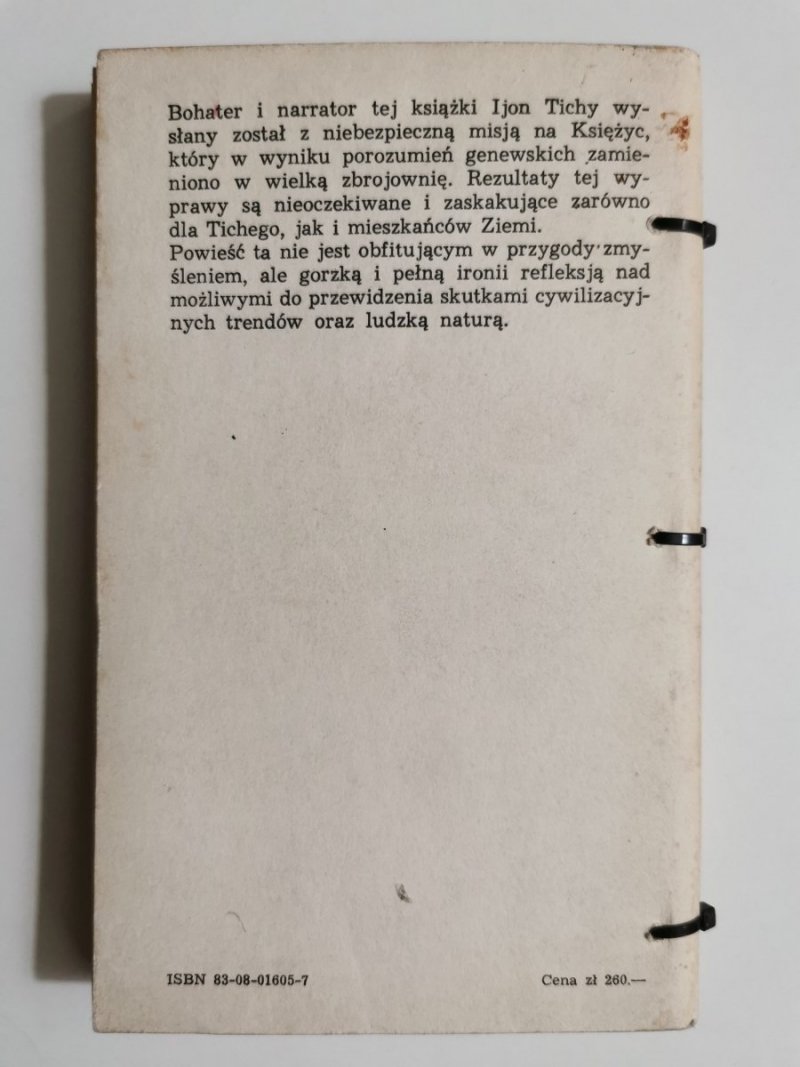 Bohater i narrator tej książki Ijon Tichy wy-
słany został z niebezpieczną misją na Księżyc,
który w wyniku porozumień genewskich zamie-
niono w wielką zbrojownię. Rezultaty tej wy-
prawy są nieoczekiwane i zaskakujące zarówno
dla Tichego, jak i mieszkańców Ziemi.
Powieść ta nie jest obfitującym w przygody zmy-
śleniem, ale gorzką i pełną ironii refleksją nad
możliwymi do przewidzenia skutkami cywilizacyj-
nych trendów oraz ludzką naturą.
ISBN 83-08-01605-7 Cena zł 260.—